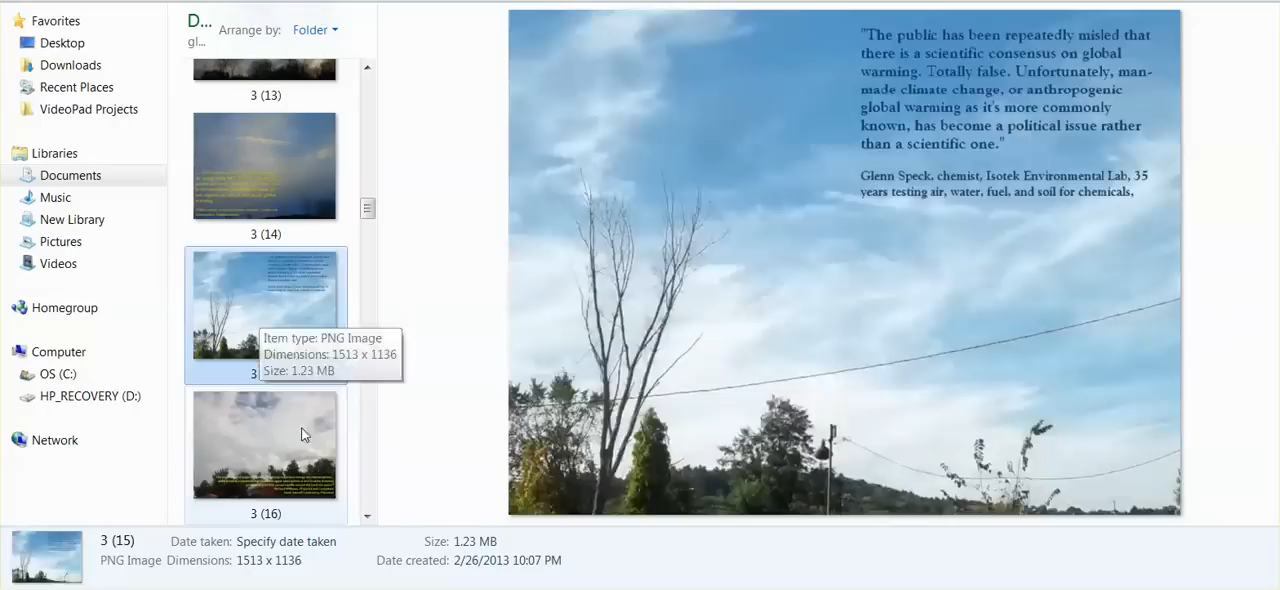 Favorites
Desktop
Downloads
Recent Places
VideoPad Projects
Libraries
Documents
Music
New Library
Pictures
Videos
Homegroup
Computer
OS (C:)
HP_RECOVERY (D:)
Network
D...
gl...
Arrange by: Folder
3 (13)
3 (14)
3
Item type: PNG Image
Dimensions: 1513 x 1136
Size: 1.23 MB
3 (16)
"The public has been repeatedly misled that
there is a scientific consensus on global
warming. Totally false. Unfortunately, man-
made climate change, or anthropogenic
global warming as it's more commonly
known, has become a political issue rather
than a scientific one."
Glenn Speck, chemist, Isotek Environmental Lab, 35
years testing air, water, fuel, and soil for chemicals,
3 (15)
Date taken: Specify date taken
Size: 1.23 MB
PNG Image
Dimensions: 1513 x 1136
Date created: 2/26/2013 10:07 PM